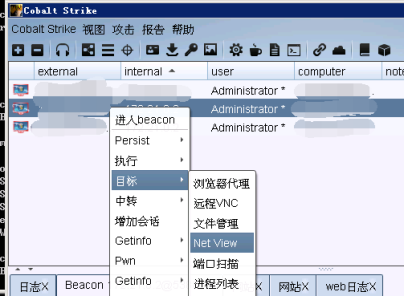 Cobalt Strike
Cobalt Strike 视图 攻击 报告 帮助
external internal user computer note
Administrator *
Administrator *
Administrator *
进入beacon
Persist
执行
目标
中转
增加会话
Getinfo
Pwn
Getinfo
浏览器代理
远程VNC
文件管理
Net View
端口扫描
进程列表
日志X Beacon X 网站X web日志X